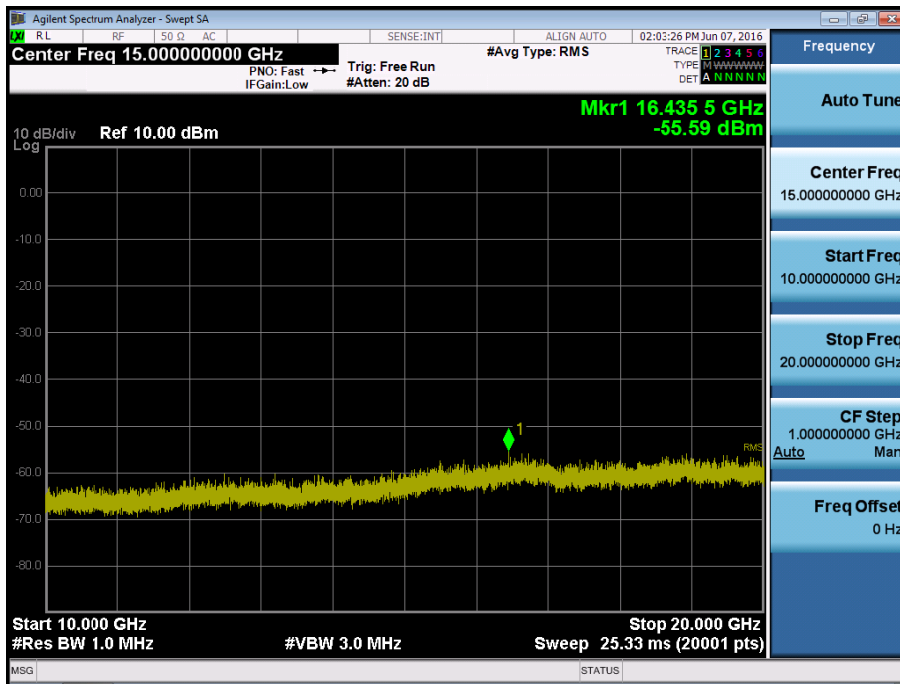 Agilent Spectrum Analyzer - Swept SA
RL RF 50 Ω AC SENSE:INT ALIGN AUTO 02:03:26 PM Jun 07, 2016
Center Freq 15.000000000 GHz
PNO: Fast
IFGain:Low
Trig: Free Run
#Atten: 20 dB
#Avg Type: RMS
TRACE 1 2 3 4 5 6
TYPE M W W W W W
DET A N N N N N
Mkr1 16.435 5 GHz
-55.59 dBm
10 dB/div Ref 10.00 dBm
Log
0.00
-10.0
-20.0
-30.0
-40.0
-50.0
-60.0
-70.0
-80.0
1
RMS
Start 10.000 GHz Stop 20.000 GHz
#Res BW 1.0 MHz #VBW 3.0 MHz Sweep 25.33 ms (20001 pts)
MSG STATUS
Frequency
Auto Tune
Center Freq
15.000000000 GHz
Start Freq
10.000000000 GHz
Stop Freq
20.000000000 GHz
CF Step
1.000000000 GHz
Auto Man
Freq Offset
0 Hz